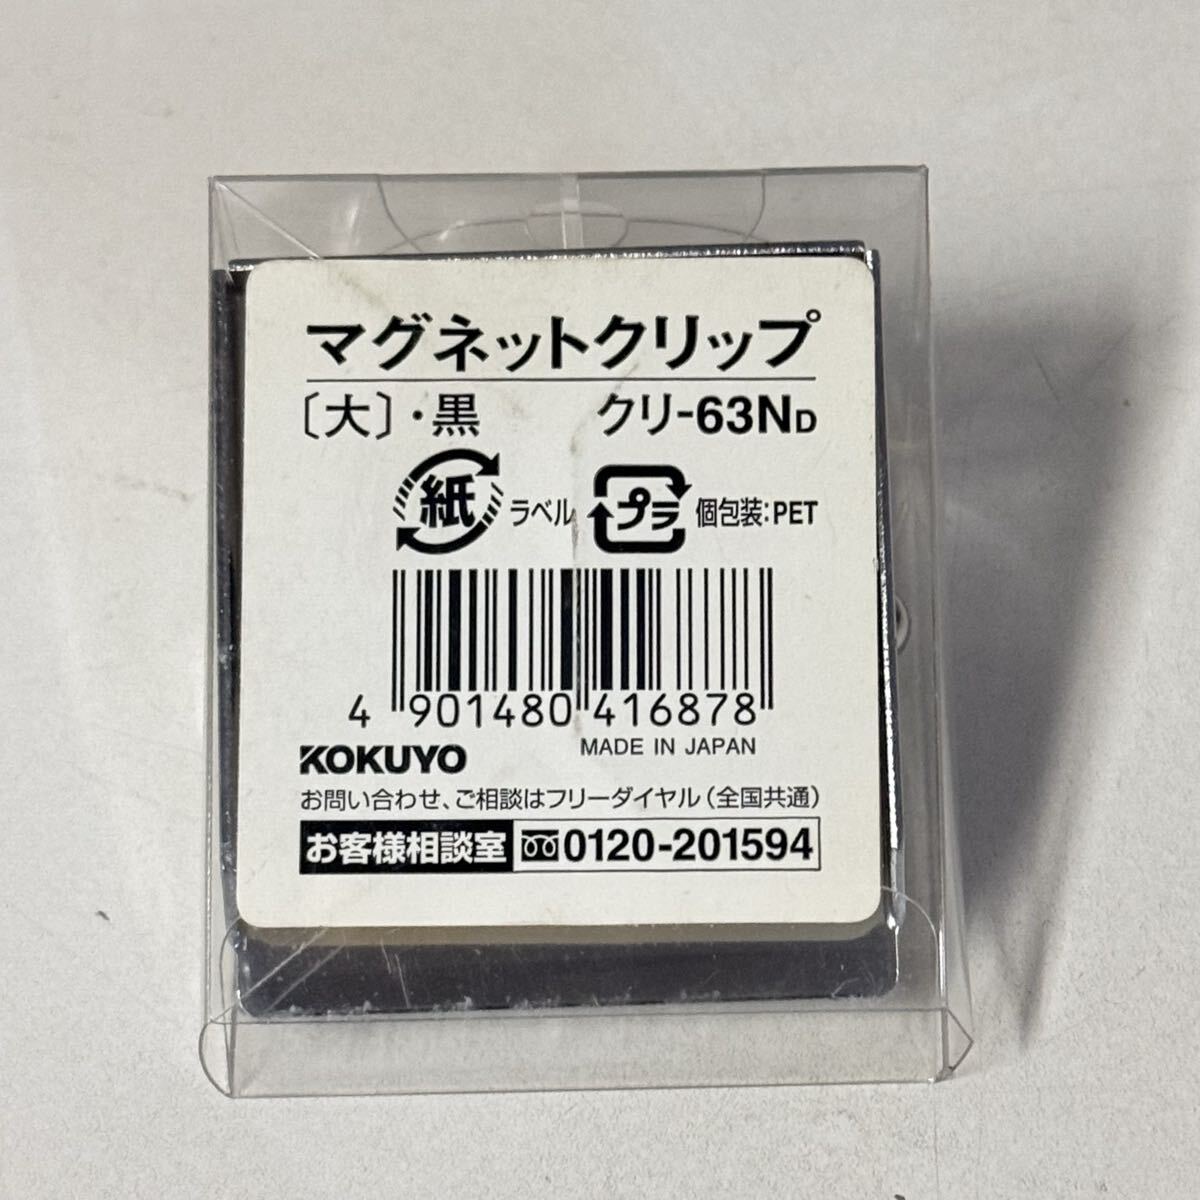 マグネットクリップ
〔大〕・黒 クリ-63ND
紙 ラベル プラ 個包装:PET
4 901480 416878
KOKUYO MADE IN JAPAN
お問い合わせ、ご相談はフリーダイヤル(全国共通)
お客様相談室 0120-201594